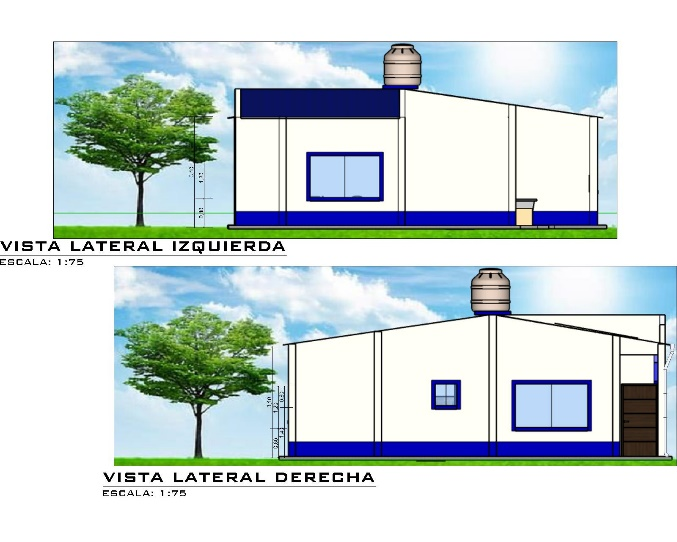 VISTA LATERAL IZQUIERDA
ESCALA: 1:75
VISTA LATERAL DERECHA
ESCALA: 1:75